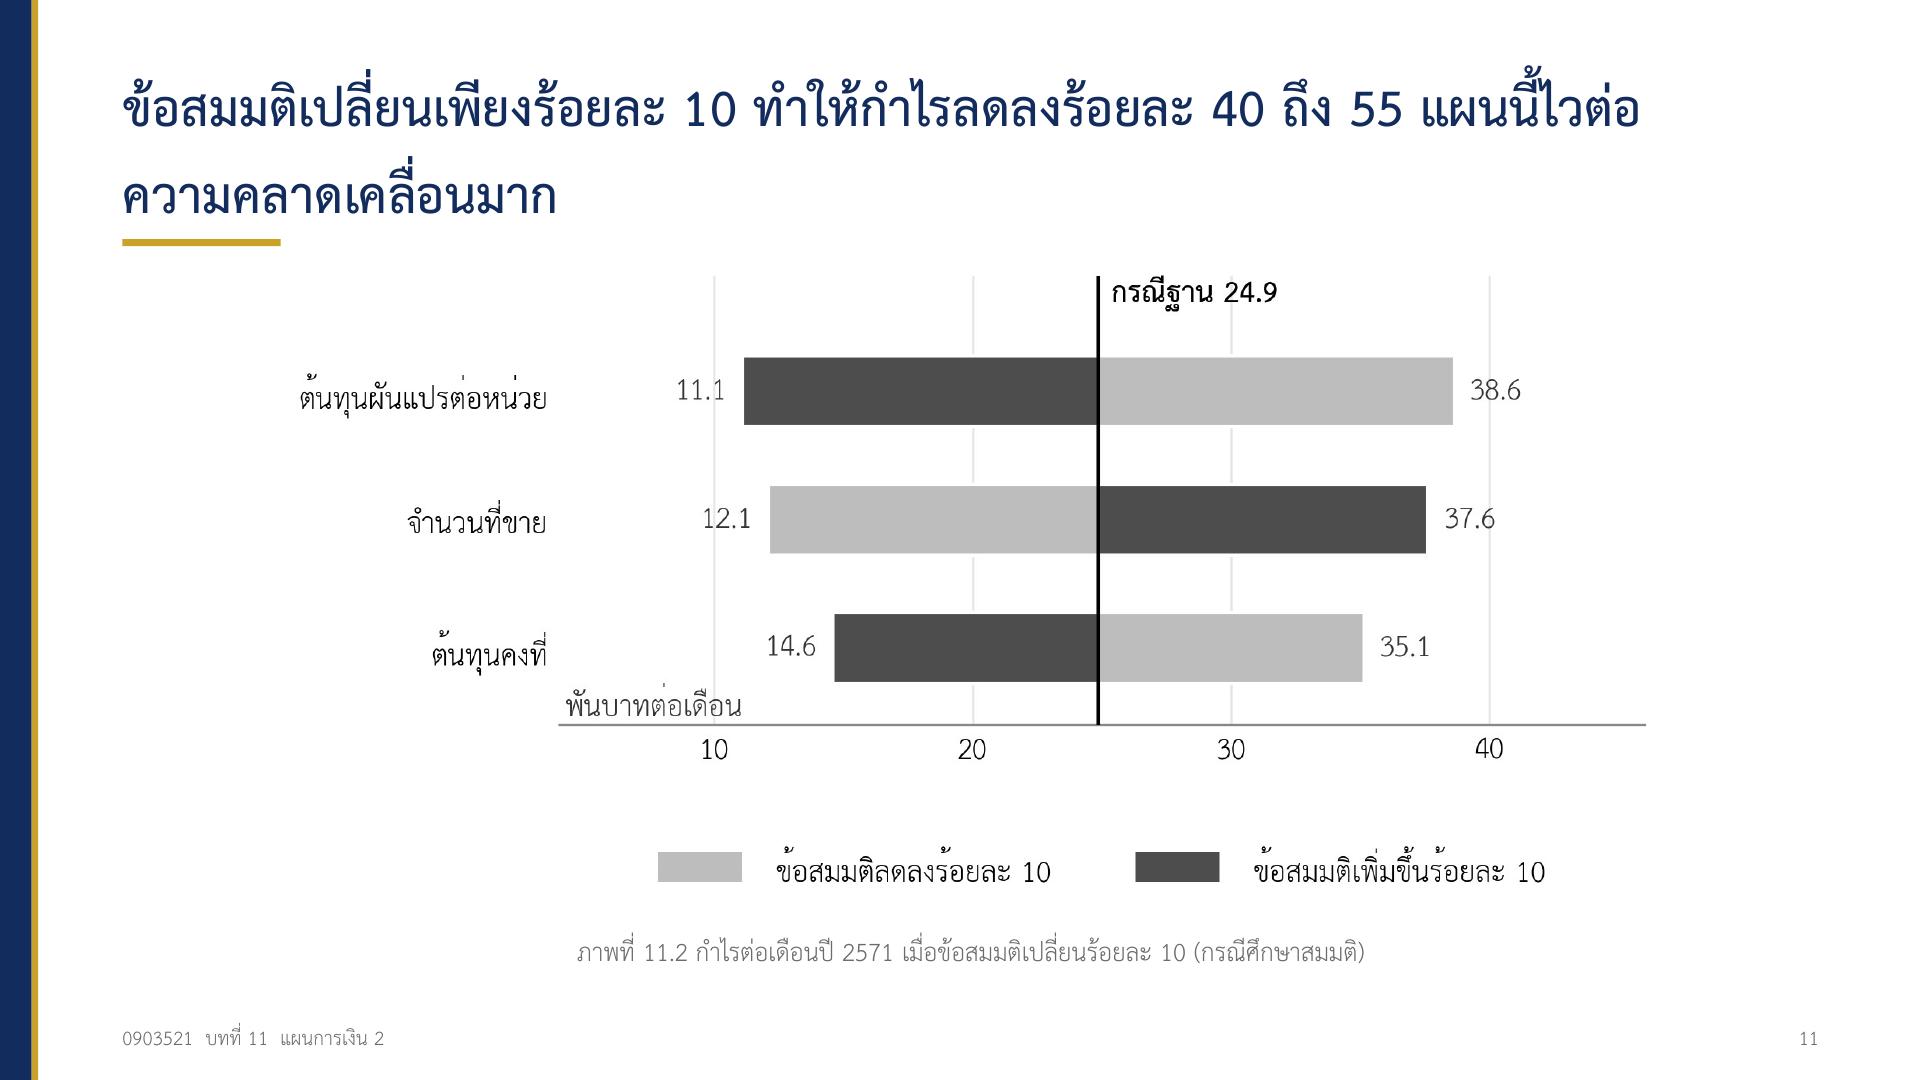 ข้อสมมติเปลี่ยนเพียงร้อยละ 10 ทำให้กำไรลดลงร้อยละ 40 ถึง 55 แผนนี้ไวต่อ
ความคลาดเคลื่อนมาก
กรณีฐาน 24.9
ต้นทุนผันแปรต่อหน่วย
11.1
38.6
จำนวนที่ขาย
12.1
37.6
ต้นทุนคงที่
14.6
35.1
พันบาทต่อเดือน
10
20
30
40
ข้อสมมติลดลงร้อยละ 10
ข้อสมมติเพิ่มขึ้นร้อยละ 10
ภาพที่ 11.2 กำไรต่อเดือนปี 2571 เมื่อข้อสมมติเปลี่ยนร้อยละ 10 (กรณีศึกษาสมมติ)
0903521 บทที่ 11 แผนการเงิน 2
11